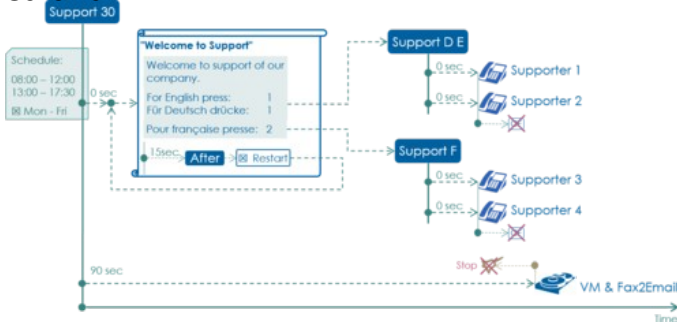 Support 30
Schedule:
08:00 – 12:00
13:00 – 17:30
Mon - Fri
0 sec
"Welcome to Support"
Welcome to support of our
company.
For English press: 1
Für Deutsch drücke: 1
Pour française presse: 2
15sec
After
Restart
Support D E
0 sec
Supporter 1
0 sec
Supporter 2
Support F
0 sec
Supporter 3
0 sec
Supporter 4
90 sec
Stop
VM & Fax2Email
Time